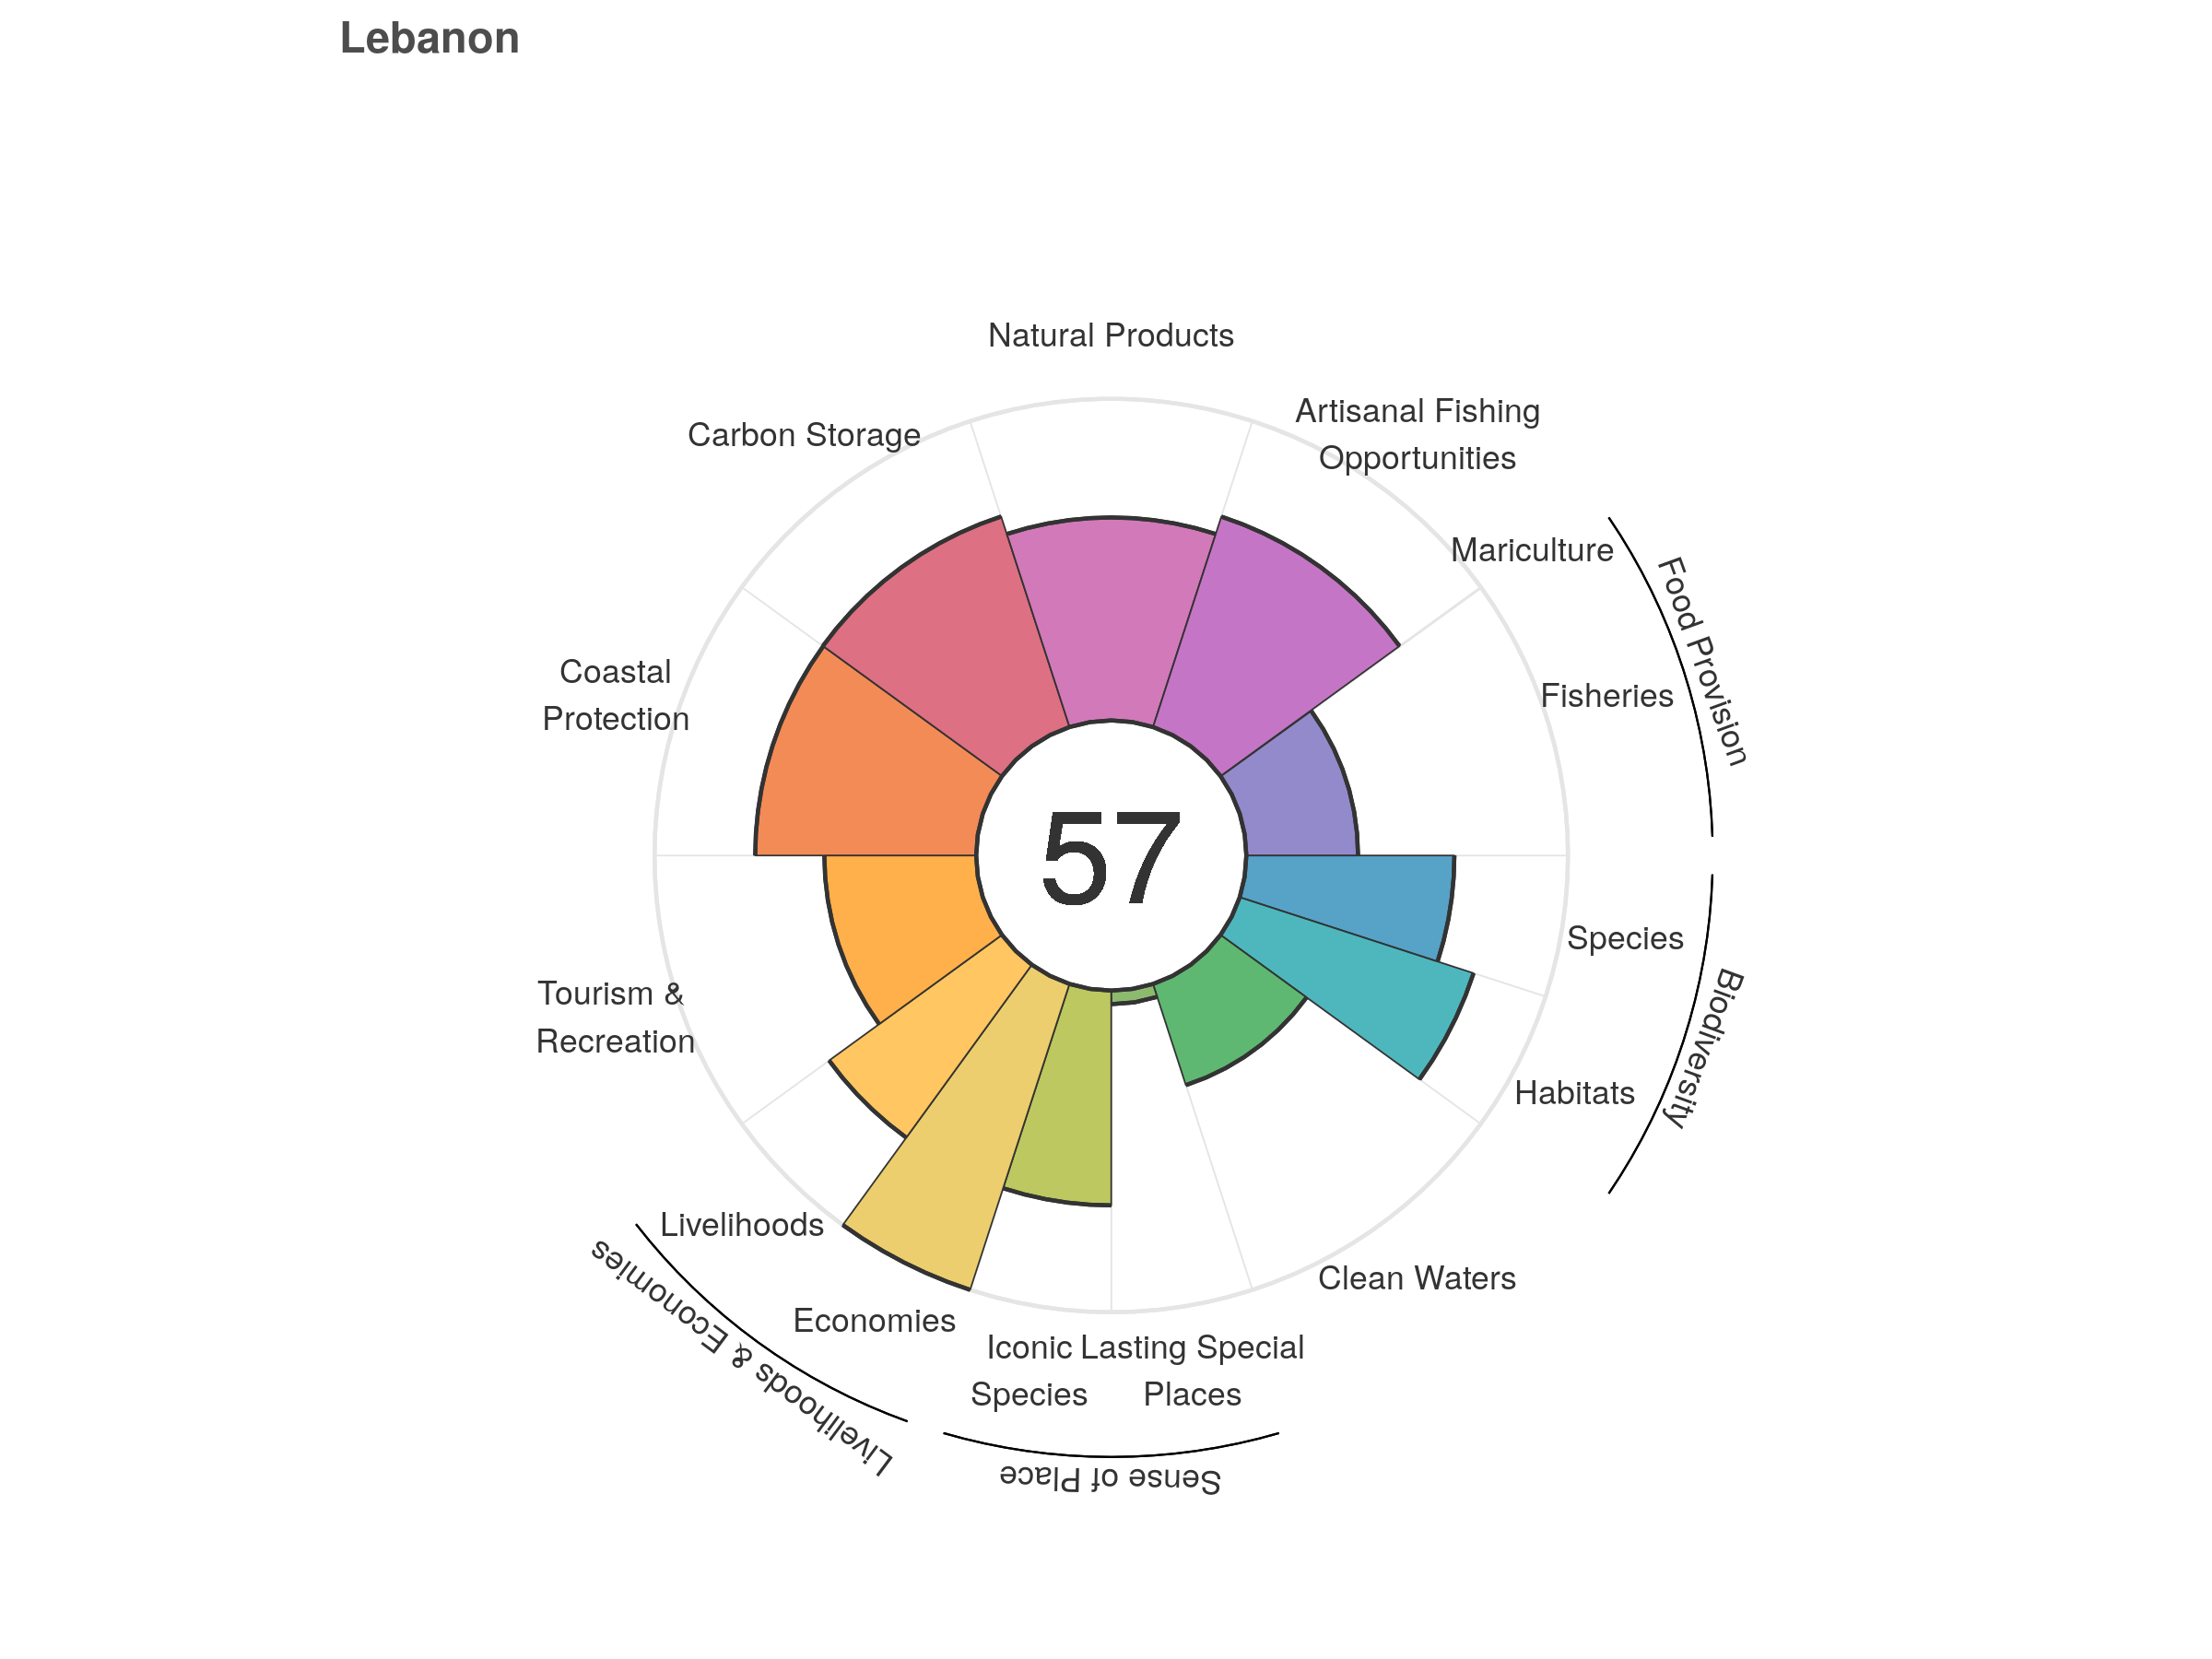 Lebanon
Natural Products
Artisanal Fishing
Opportunities
Carbon Storage
Mariculture
Food Provision
Fisheries
Coastal
Protection
57
Species
Biodiversity
Habitats
Tourism &
Recreation
Livelihoods
Clean Waters
Economies
Livelihoods & Economies
Iconic
Species
Lasting Special
Places
Sense of Place